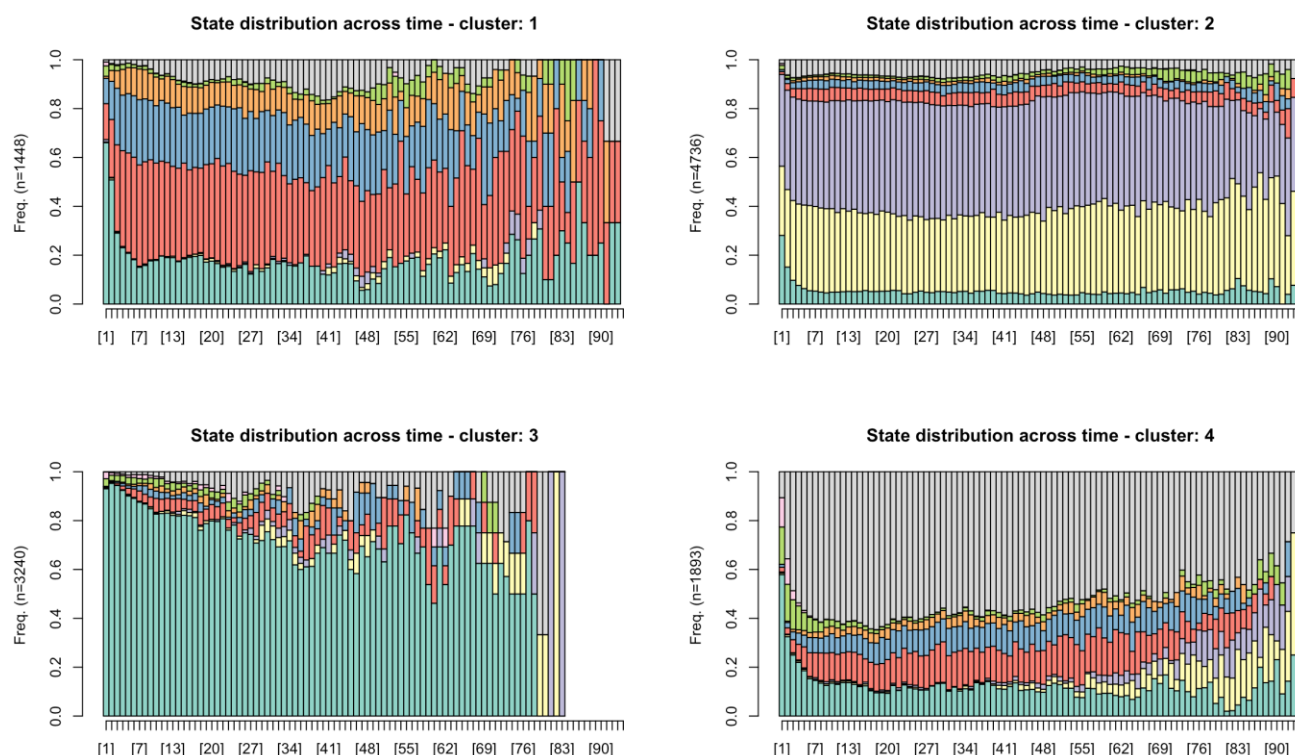 State distribution across time - cluster: 1
Freq. (n=1448)
0.0 0.2 0.4 0.6 0.8 1.0
[1] [7] [13] [20] [27] [34] [41] [48] [55] [62] [69] [76] [83] [90]
State distribution across time - cluster: 2
Freq. (n=4736)
0.0 0.2 0.4 0.6 0.8 1.0
[1] [7] [13] [20] [27] [34] [41] [48] [55] [62] [69] [76] [83] [90]
State distribution across time - cluster: 3
Freq. (n=3240)
0.0 0.2 0.4 0.6 0.8 1.0
[1] [7] [13] [20] [27] [34] [41] [48] [55] [62] [69] [76] [83] [90]
State distribution across time - cluster: 4
Freq. (n=1893)
0.0 0.2 0.4 0.6 0.8 1.0
[1] [7] [13] [20] [27] [34] [41] [48] [55] [62] [69] [76] [83] [90]